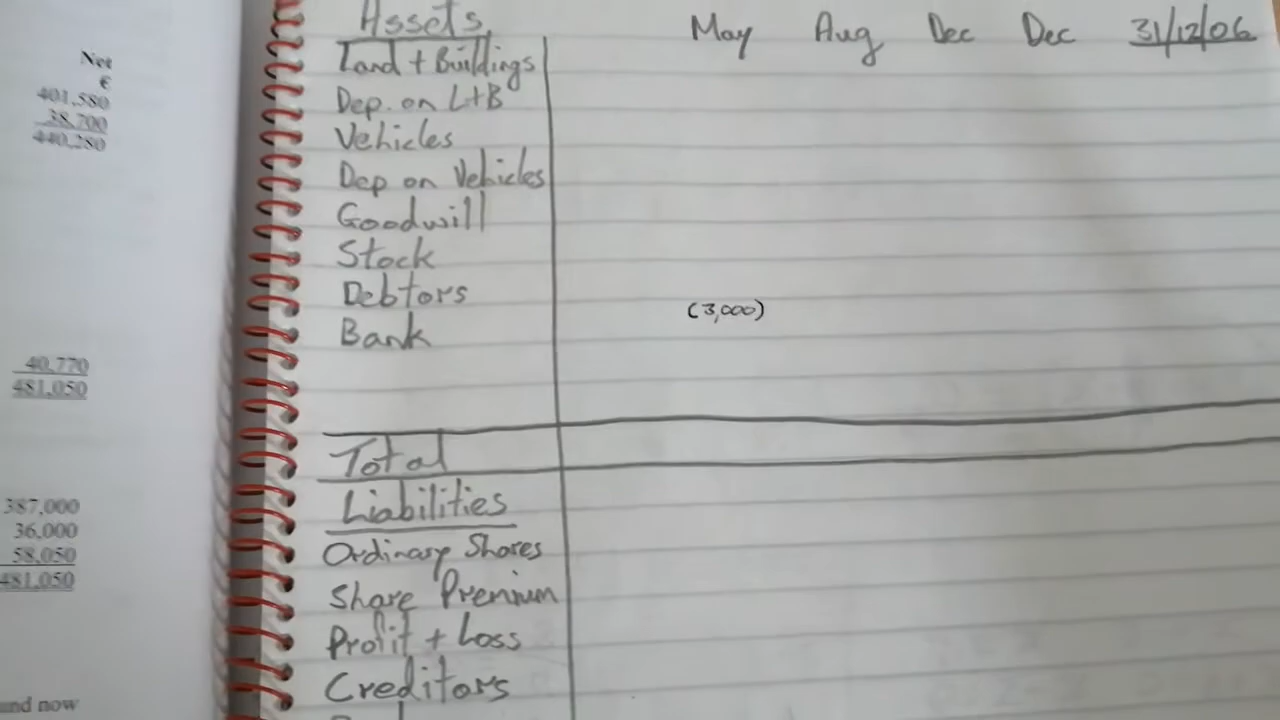 Net
€
401,580
38,700
440,280
40,770
481,050
387,000
36,000
58,050
481,050
and now
Assets May Aug Dec Dec 31/12/06
Land + Buildings
Dep. on L+B
Vehicles
Dep on Vehicles
Goodwill
Stock
Debtors (3,000)
Bank
Total
Liabilities
Ordinary Shares
Share Premium
Profit + Loss
Creditors